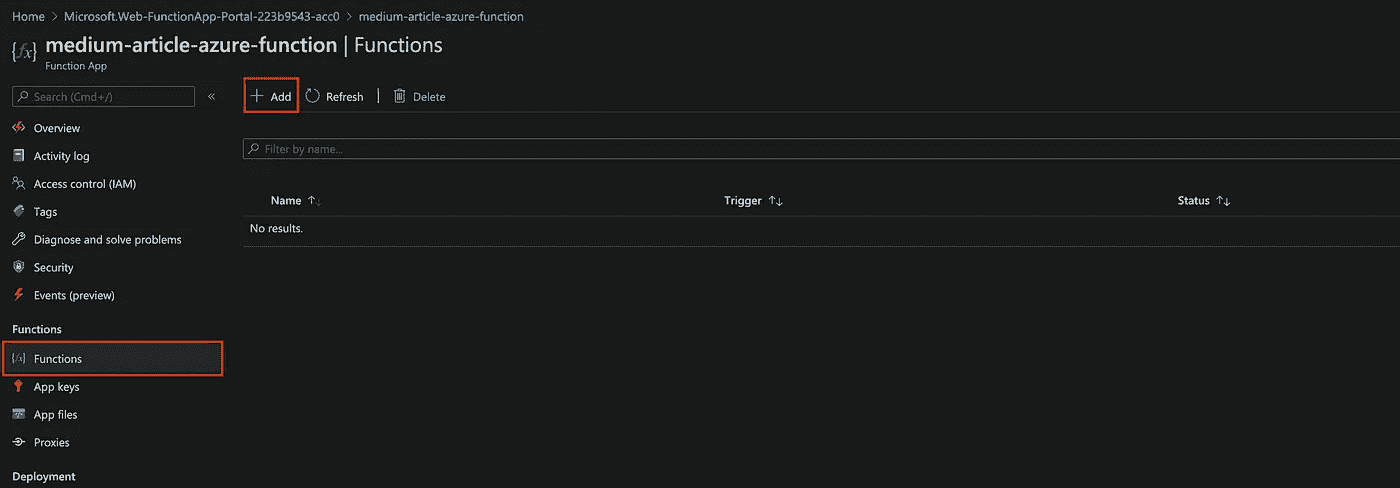 Home > Microsoft.Web-FunctionApp-Portal-223b9543-acc0 > medium-article-azure-function
medium-article-azure-function | Functions
Function App
Search (Cmd+/)
«
Add
Refresh
Delete
Overview
Activity log
Access control (IAM)
Tags
Diagnose and solve problems
Security
Events (preview)
Functions
Functions
App keys
App files
Proxies
Deployment
Filter by name...
Name ↑↓ Trigger ↑↓ Status ↑↓
No results.